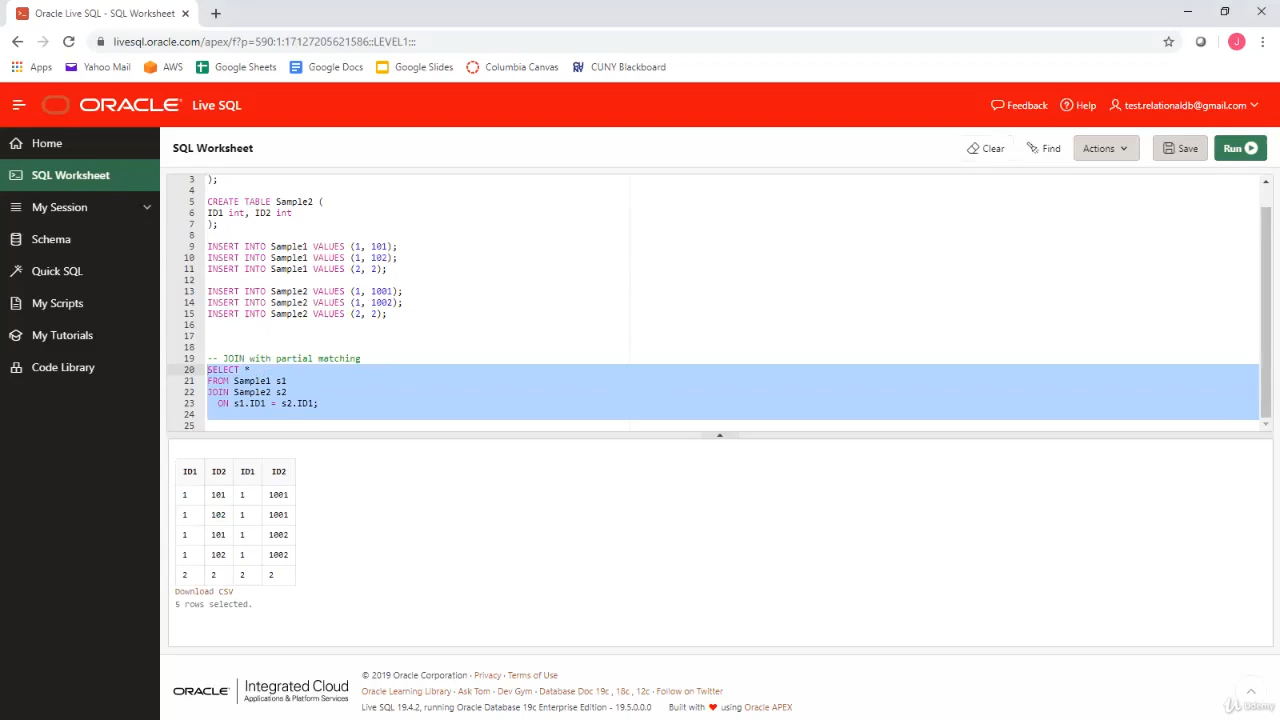 Oracle Live SQL - SQL Worksheet
livesql.oracle.com/apex/f?p=590:1:17127205621586::LEVEL1:::
J
Apps Yahoo Mail AWS Google Sheets Google Docs Google Slides Columbia Canvas CUNY Blackboard
ORACLE Live SQL Feedback Help test.relationaldb@gmail.com
Home
SQL Worksheet
My Session
Schema
Quick SQL
My Scripts
My Tutorials
Code Library
SQL Worksheet Clear Find Actions Save Run
3 );
4
5 CREATE TABLE Sample2 (
6 ID1 int, ID2 int
7 );
8
9 INSERT INTO Sample1 VALUES (1, 101);
10 INSERT INTO Sample1 VALUES (1, 102);
11 INSERT INTO Sample1 VALUES (2, 2);
12
13 INSERT INTO Sample2 VALUES (1, 1001);
14 INSERT INTO Sample2 VALUES (1, 1002);
15 INSERT INTO Sample2 VALUES (2, 2);
16
17
18
19 -- JOIN with partial matching
20 SELECT *
21 FROM Sample1 s1
22 JOIN Sample2 s2
23 ON s1.ID1 = s2.ID1;
24
25
ID1 ID2 ID1 ID2
1 101 1 1001
1 102 1 1001
1 101 1 1002
1 102 1 1002
2 2 2 2
Download CSV
5 rows selected.
ORACLE Integrated Cloud
Applications & Platform Services
© 2019 Oracle Corporation · Privacy · Terms of Use
Oracle Learning Library · Ask Tom · Dev Gym · Database Doc 19c , 18c , 12c · Follow on Twitter
Live SQL 19.4.2, running Oracle Database 19c Enterprise Edition - 19.5.0.0.0 Built with ❤ using Oracle APEX
Udemy